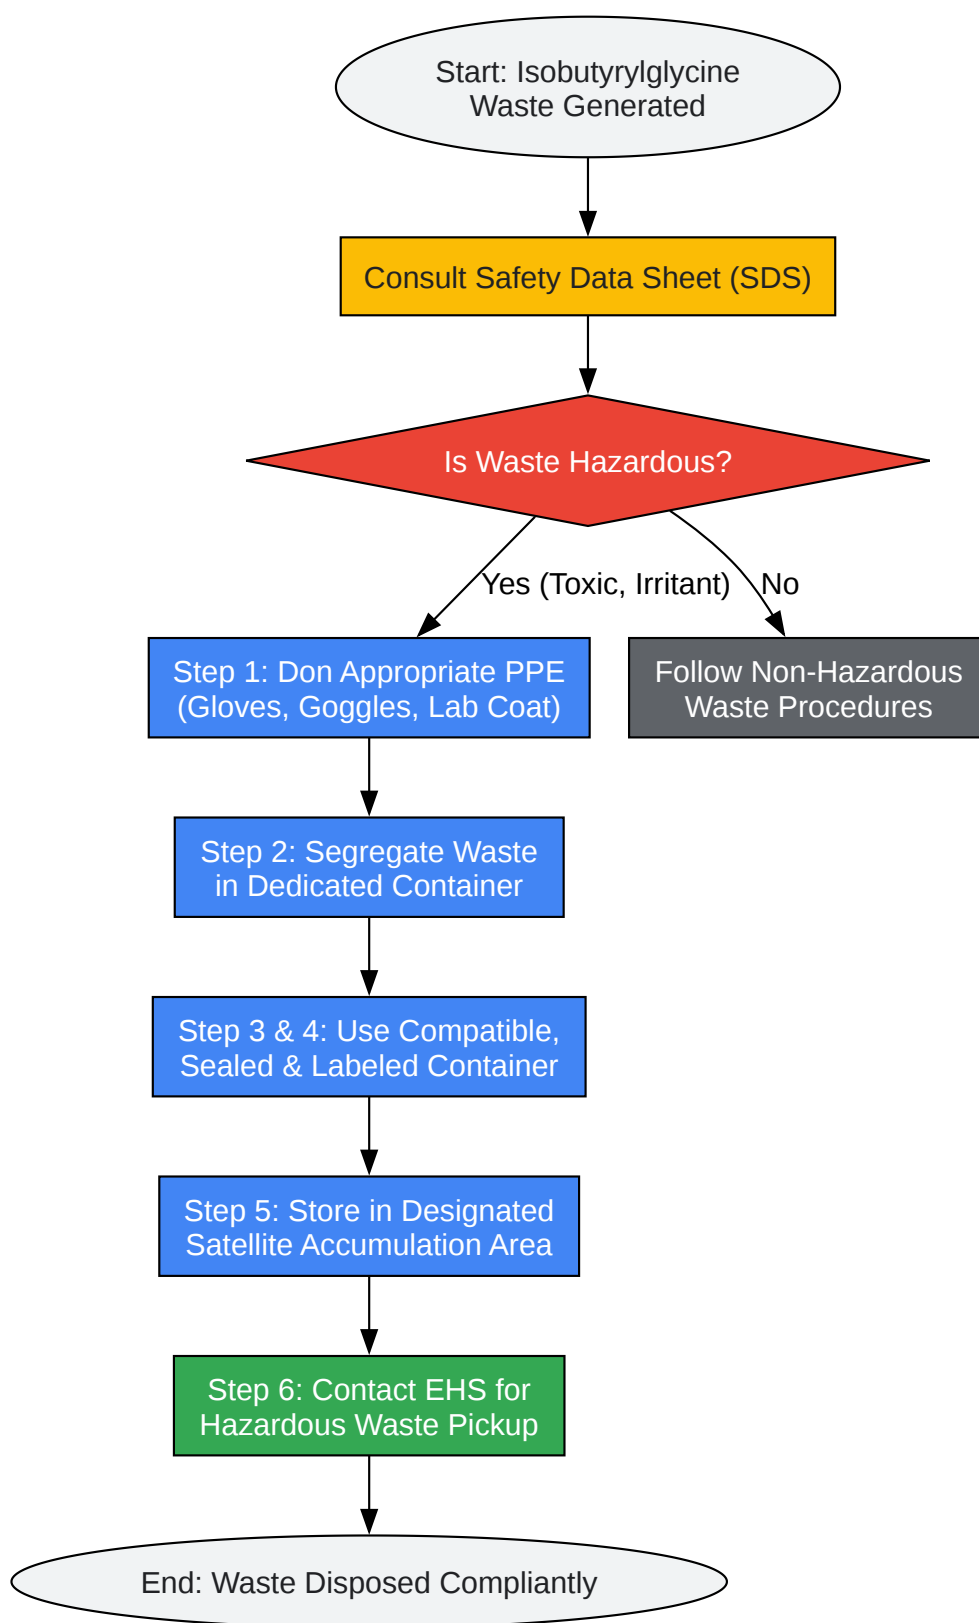 Start: Isobutyrylglycine
Waste Generated
Consult Safety Data Sheet (SDS)
Is Waste Hazardous?
Yes (Toxic, Irritant)
No
Step 1: Don Appropriate PPE
(Gloves, Goggles, Lab Coat)
Follow Non-Hazardous
Waste Procedures
Step 2: Segregate Waste
in Dedicated Container
Step 3 & 4: Use Compatible,
Sealed & Labeled Container
Step 5: Store in Designated
Satellite Accumulation Area
Step 6: Contact EHS for
Hazardous Waste Pickup
End: Waste Disposed Compliantly